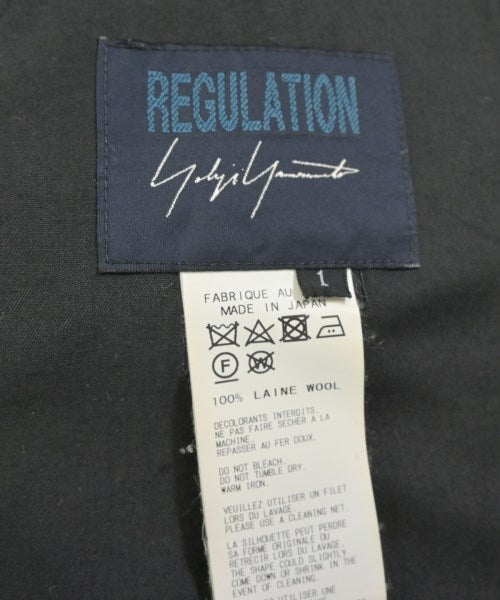 REGULATION
Yohji Yamamoto
1
FABRIQUE AU
MADE IN JAPAN
F
W
100% LAINE WOOL
DECOLORANTS INTERDITS.
NE PAS FAIRE SECHER A LA
MACHINE.
REPASSER AU FER DOUX.
DO NOT BLEACH.
DO NOT TUMBLE DRY.
WARM IRON.
VEUILLEZ UTILISER UN FILET
LORS DU LAVAGE.
PLEASE USE A CLEANING NET.
LA SILHOUETTE PEUT PERDRE
SA FORME ORIGINALE OU
RETRECIR LORS DU LAVAGE.
THE SHAPE COULD SLIGHTLY
COME DOWN OR SHRINK IN THE
EVENT OF CLEANING.